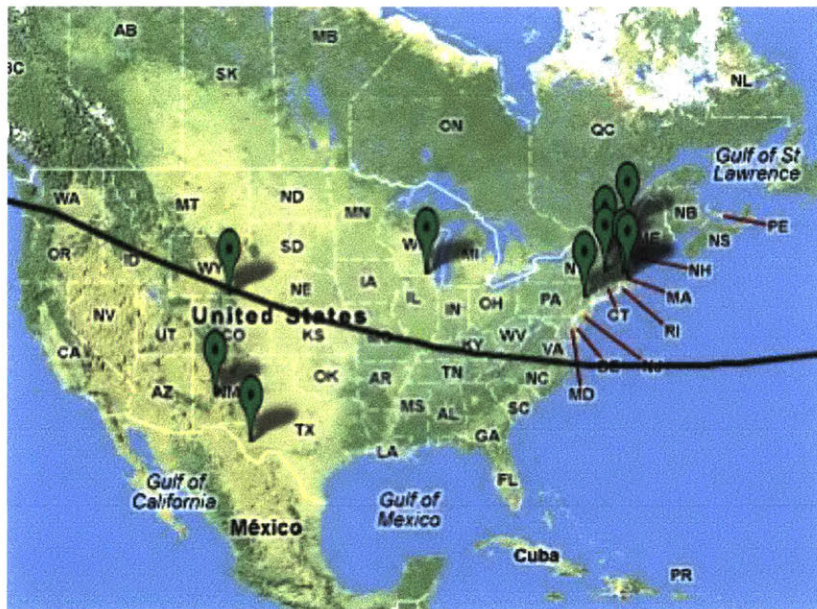 AB
MB
SK
BC
NL
ON
QC
Gulf of St
Lawrence
WA
MT
ND
MN
NB
PE
NS
OR
ID
SD
WY
MI
NH
IA
NE
PA
MA
NV
IL
IN
OH
CT
RI
UT
United States
CO
KS
WV
CA
KY
VA
DE
NJ
AZ
NM
OK
AR
TN
NC
MD
MS
AL
SC
TX
GA
LA
FL
Gulf of
California
Gulf of
Mexico
México
Cuba
PR